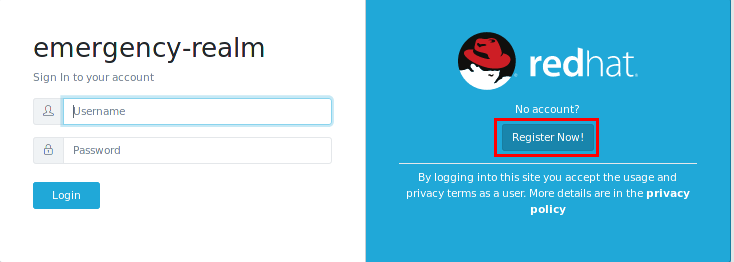 emergency-realm
Sign In to your account
Username
Password
Login
redhat.
No account?
Register Now!
By logging into this site you accept the usage and
privacy terms as a user. More details are in the privacy
policy